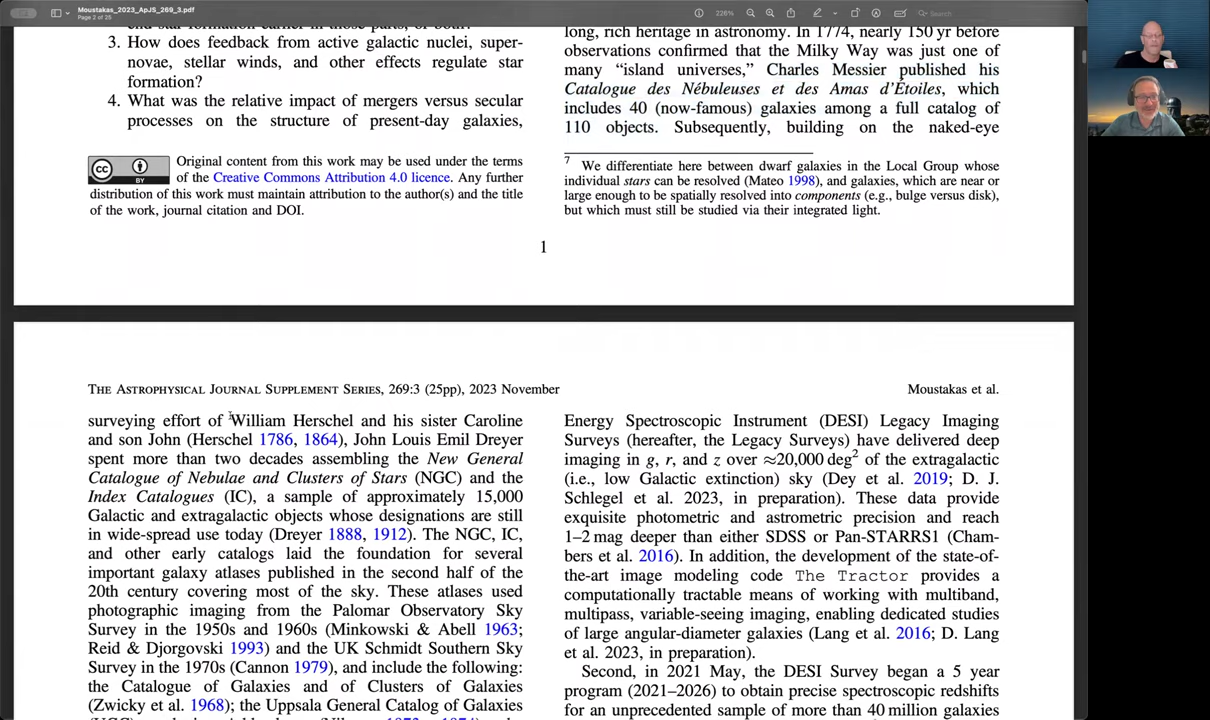 Moustakas_2023_ApJS_269_3.pdf
Page 2 of 25
226%
Search
3. How does feedback from active galactic nuclei, super-
novae, stellar winds, and other effects regulate star
formation?
4. What was the relative impact of mergers versus secular
processes on the structure of present-day galaxies,
cc
BY
Original content from this work may be used under the terms
of the Creative Commons Attribution 4.0 licence. Any further
distribution of this work must maintain attribution to the author(s) and the title
of the work, journal citation and DOI.
long, rich heritage in astronomy. In 1774, nearly 150 yr before
observations confirmed that the Milky Way was just one of
many “island universes,” Charles Messier published his
Catalogue des Nébuleuses et des Amas d’Étoiles, which
includes 40 (now-famous) galaxies among a full catalog of
110 objects. Subsequently, building on the naked-eye
7 We differentiate here between dwarf galaxies in the Local Group whose
individual stars can be resolved (Mateo 1998), and galaxies, which are near or
large enough to be spatially resolved into components (e.g., bulge versus disk),
but which must still be studied via their integrated light.
1
THE ASTROPHYSICAL JOURNAL SUPPLEMENT SERIES, 269:3 (25pp), 2023 November
Moustakas et al.
surveying effort of William Herschel and his sister Caroline
and son John (Herschel 1786, 1864), John Louis Emil Dreyer
spent more than two decades assembling the New General
Catalogue of Nebulae and Clusters of Stars (NGC) and the
Index Catalogues (IC), a sample of approximately 15,000
Galactic and extragalactic objects whose designations are still
in wide-spread use today (Dreyer 1888, 1912). The NGC, IC,
and other early catalogs laid the foundation for several
important galaxy atlases published in the second half of the
20th century covering most of the sky. These atlases used
photographic imaging from the Palomar Observatory Sky
Survey in the 1950s and 1960s (Minkowski & Abell 1963;
Reid & Djorgovski 1993) and the UK Schmidt Southern Sky
Survey in the 1970s (Cannon 1979), and include the following:
the Catalogue of Galaxies and of Clusters of Galaxies
(Zwicky et al. 1968); the Uppsala General Catalog of Galaxies
Energy Spectroscopic Instrument (DESI) Legacy Imaging
Surveys (hereafter, the Legacy Surveys) have delivered deep
imaging in g, r, and z over ≈20,000 deg² of the extragalactic
(i.e., low Galactic extinction) sky (Dey et al. 2019; D. J.
Schlegel et al. 2023, in preparation). These data provide
exquisite photometric and astrometric precision and reach
1–2 mag deeper than either SDSS or Pan-STARRS1 (Cham-
bers et al. 2016). In addition, the development of the state-of-
the-art image modeling code The Tractor provides a
computationally tractable means of working with multiband,
multipass, variable-seeing imaging, enabling dedicated studies
of large angular-diameter galaxies (Lang et al. 2016; D. Lang
et al. 2023, in preparation).
Second, in 2021 May, the DESI Survey began a 5 year
program (2021–2026) to obtain precise spectroscopic redshifts
for an unprecedented sample of more than 40 million galaxies